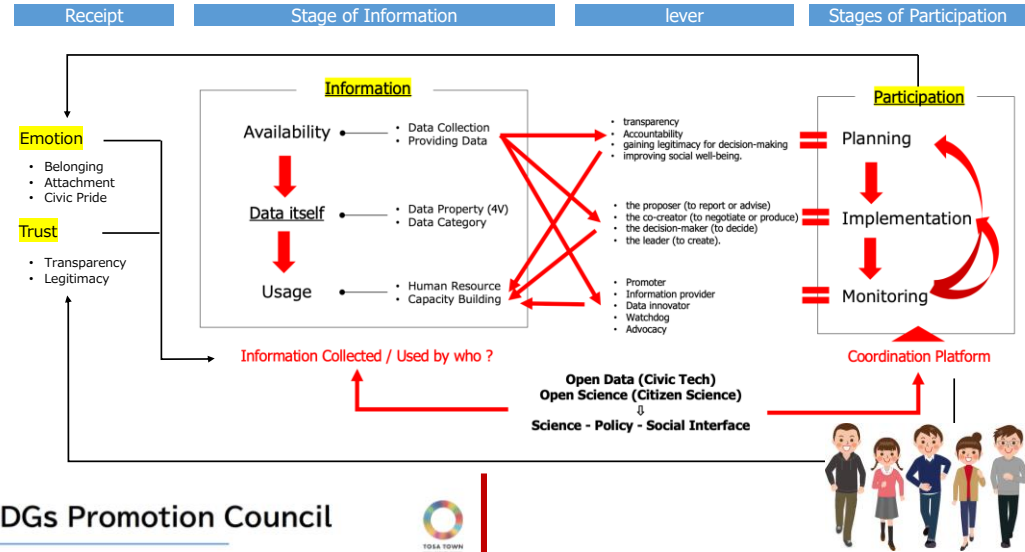 Receipt
Stage of Information
lever
Stages of Participation
Emotion
• Belonging
• Attachment
• Civic Pride
Trust
• Transparency
• Legitimacy
Information
Availability
• Data Collection
• Providing Data
Data itself
• Data Property (4V)
• Data Category
Usage
• Human Resource
• Capacity Building
Information Collected / Used by who ?
• transparency
• Accountability
• gaining legitimacy for decision-making
• improving social well-being.
• the proposer (to report or advise)
• the co-creator (to negotiate or produce)
• the decision-maker (to decide)
• the leader (to create).
• Promoter
• Information provider
• Data innovator
• Watchdog
• Advocacy
Participation
Planning
Implementation
Monitoring
Coordination Platform
Open Data (Civic Tech)
Open Science (Citizen Science)
⇩
Science - Policy - Social Interface
DGs Promotion Council
TOSA TOWN